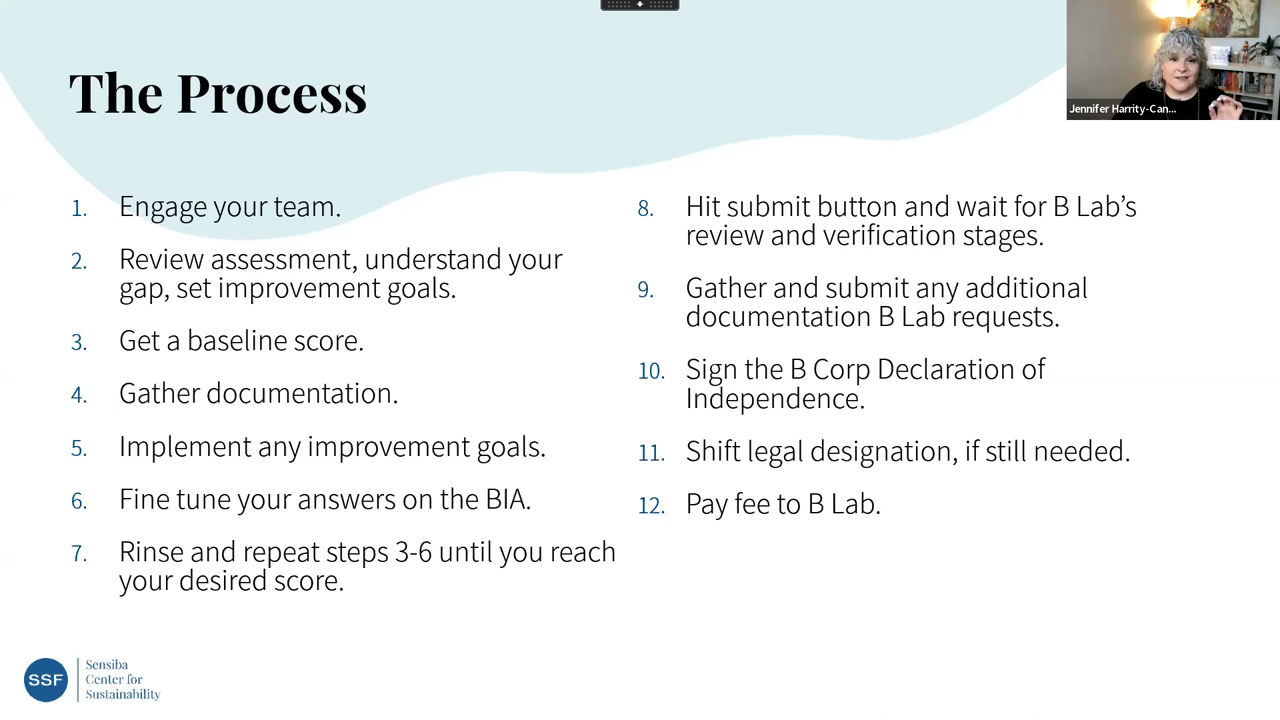 The Process
Jennifer Harrity-Can...
1. Engage your team.
2. Review assessment, understand your
gap, set improvement goals.
3. Get a baseline score.
4. Gather documentation.
5. Implement any improvement goals.
6. Fine tune your answers on the BIA.
7. Rinse and repeat steps 3-6 until you reach
your desired score.
8. Hit submit button and wait for B Lab’s
review and verification stages.
9. Gather and submit any additional
documentation B Lab requests.
10. Sign the B Corp Declaration of
Independence.
11. Shift legal designation, if still needed.
12. Pay fee to B Lab.
SSF
Sensiba
Center for
Sustainability